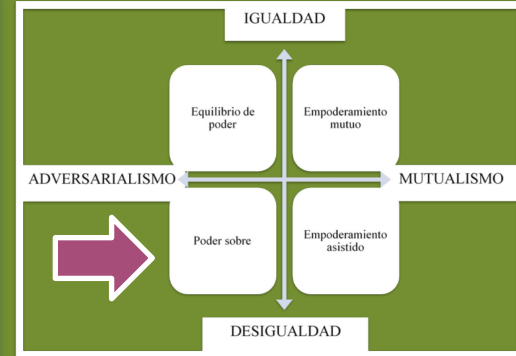 IGUALDAD
Equilibrio de
poder
Empoderamiento
mutuo
ADVERSARIALISMO
MUTUALISMO
Poder sobre
Empoderamiento
asistido
DESIGUALDAD